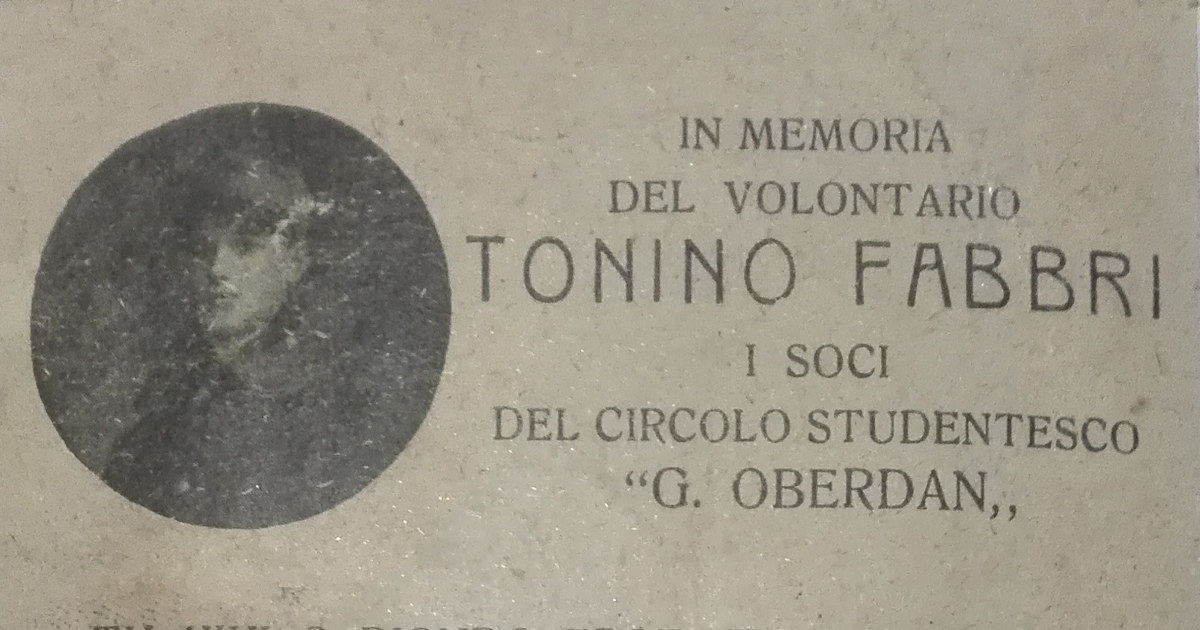 IN MEMORIA
DEL VOLONTARIO
TONINO FABBRI
I SOCI
DEL CIRCOLO STUDENTESCO
“G. OBERDAN„